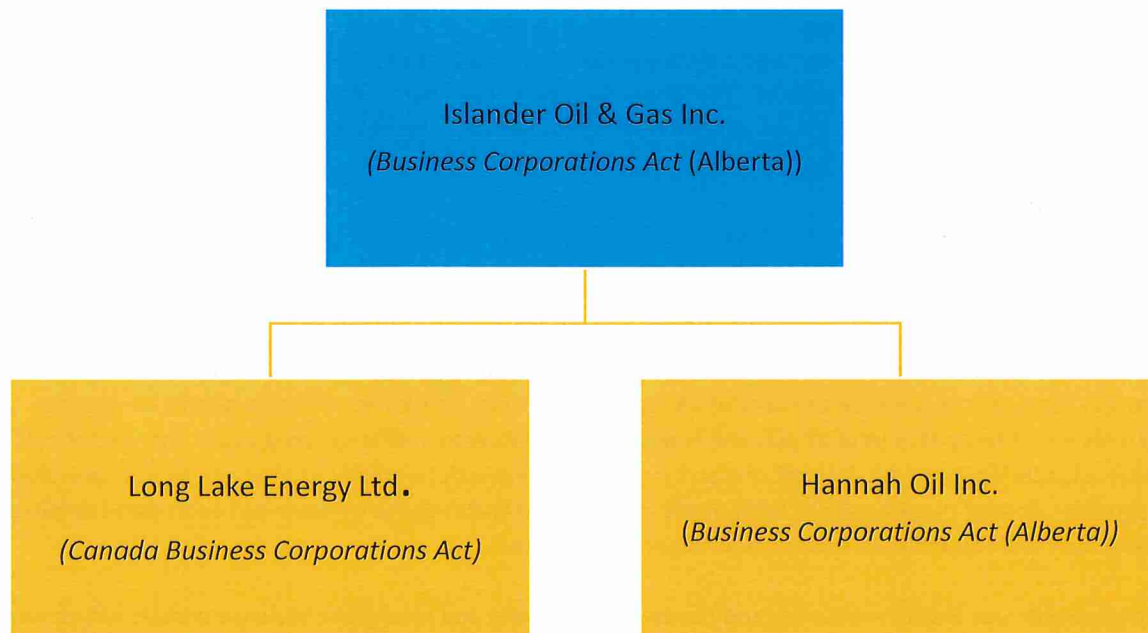 Islander Oil & Gas Inc.
(Business Corporations Act (Alberta))
Long Lake Energy Ltd.
(Canada Business Corporations Act)
Hannah Oil Inc.
(Business Corporations Act (Alberta))